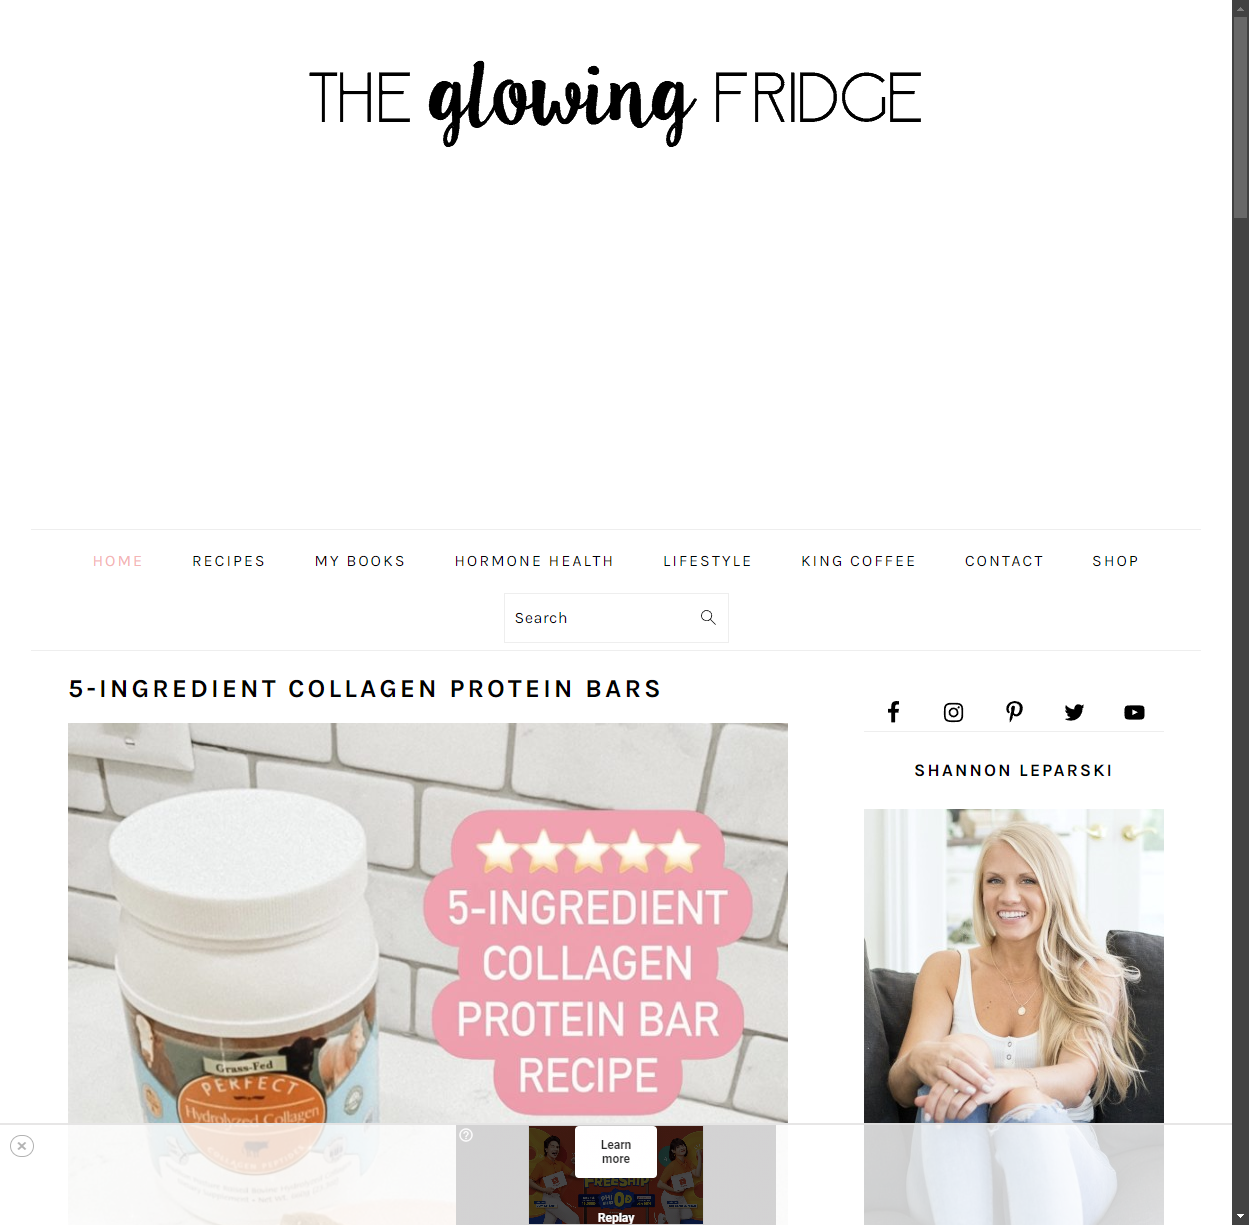 THE glowing FRIDGE
HOME RECIPES MY BOOKS HORMONE HEALTH LIFESTYLE KING COFFEE CONTACT SHOP
Search
5-INGREDIENT COLLAGEN PROTEIN BARS
SHANNON LEPARSKI
5-INGREDIENT
COLLAGEN
PROTEIN BAR
RECIPE
Grass-Fed
PERFECT
Hydrolyzed Collagen
Learn
more
FREESHIP
Replay